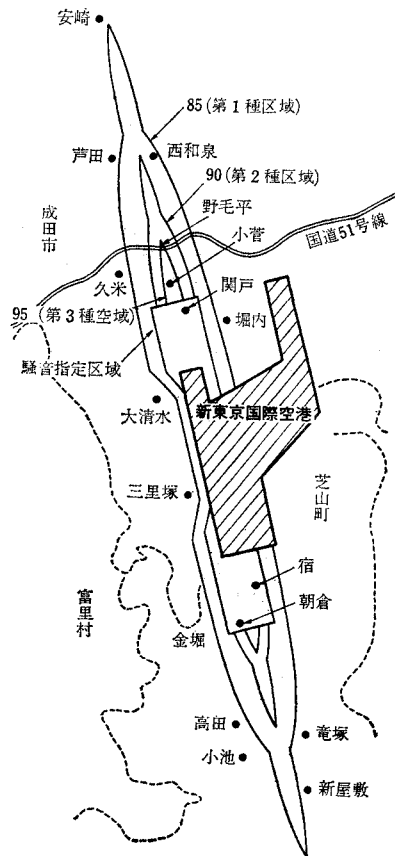 安崎
85(第1種区域)
芦田
西和泉
90(第2種区域)
野毛平
成田市
小菅
国道51号線
久米
関戸
95(第3種空域)
堀内
騒音指定区域
大清水
新東京国際空港
三里塚
芝山町
宿
朝倉
富里村
金堀
高田
竜塚
小池
新屋敷